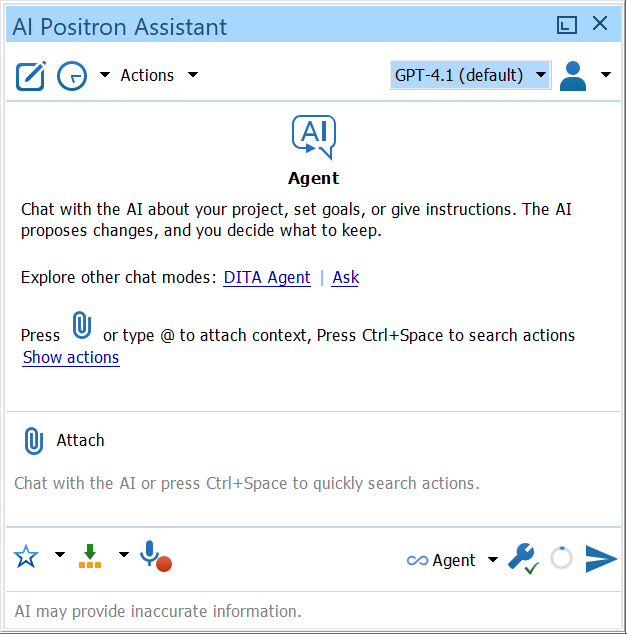 AI Positron Assistant
Actions
GPT-4.1 (default)
AI
Agent
Chat with the AI about your project, set goals, or give instructions. The AI
proposes changes, and you decide what to keep.
Explore other chat modes: DITA Agent | Ask
Press or type @ to attach context, Press Ctrl+Space to search actions
Show actions
Attach
Chat with the AI or press Ctrl+Space to quickly search actions.
Agent
AI may provide inaccurate information.